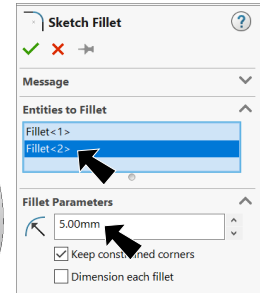 Sketch Fillet
?
Message
Entities to Fillet
Fillet<1>
Fillet<2>
Fillet Parameters
5.00mm
Keep constrained corners
Dimension each fillet